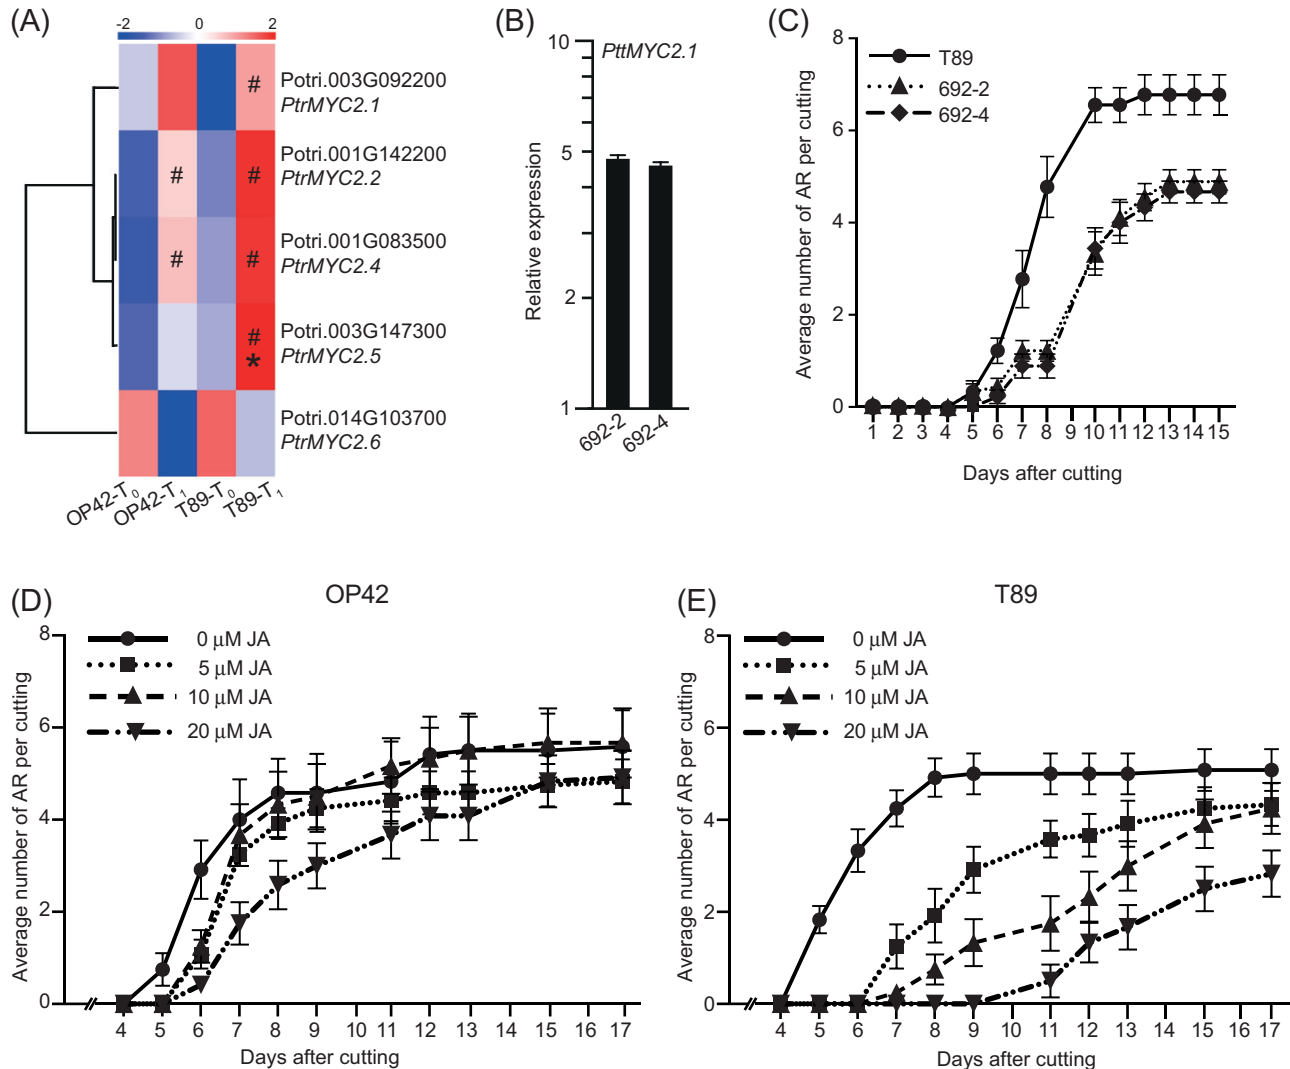 (A)
-2 0 2
# Potri.003G092200
PtrMYC2.1
# # Potri.001G142200
PtrMYC2.2
# # Potri.001G083500
PtrMYC2.4
# Potri.003G147300
* PtrMYC2.5
Potri.014G103700
PtrMYC2.6
OP42-T0 OP42-T1 T89-T0 T89-T1
(B)
PttMYC2.1
Relative expression
10
5
2
1
692-2 692-4
(C)
T89
692-2
692-4
Average number of AR per cutting
8
6
4
2
0
1 2 3 4 5 6 7 8 9 10 11 12 13 14 15
Days after cutting
(D)
OP42
0 μM JA
5 μM JA
10 μM JA
20 μM JA
Average number of AR per cutting
8
6
4
2
0
4 5 6 7 8 9 10 11 12 13 14 15 16 17
Days after cutting
(E)
T89
0 μM JA
5 μM JA
10 μM JA
20 μM JA
Average number of AR per cutting
8
6
4
2
0
4 5 6 7 8 9 10 11 12 13 14 15 16 17
Days after cutting